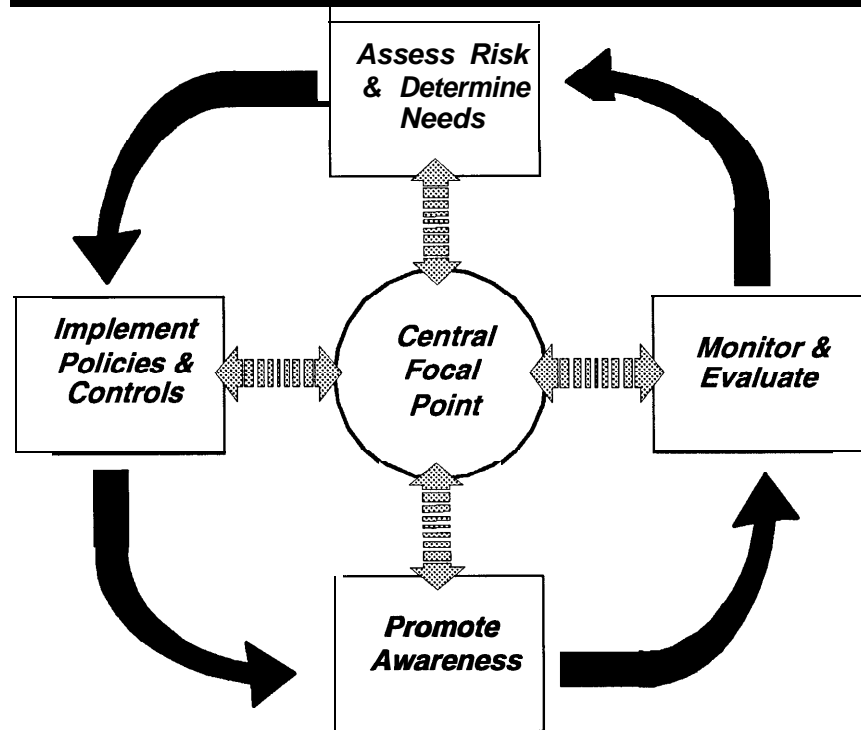 Assess Risk
& Determine
Needs
Implement
Policies &
Controls
Central
Focal
Point
Monitor &
Evaluate
Promote
Awareness